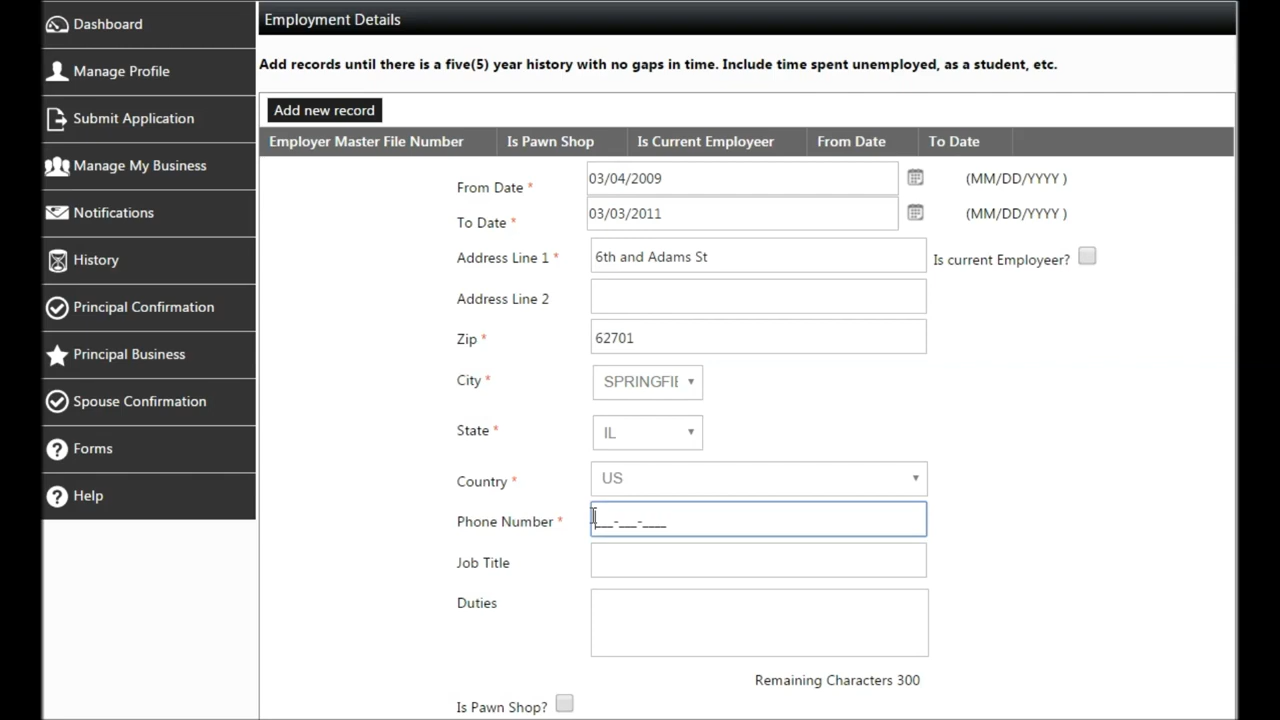 Dashboard
Manage Profile
Submit Application
Manage My Business
Notifications
History
Principal Confirmation
Principal Business
Spouse Confirmation
Forms
Help
Employment Details
Add records until there is a five(5) year history with no gaps in time. Include time spent unemployed, as a student, etc.
Add new record
Employer Master File Number Is Pawn Shop Is Current Employeer From Date To Date
From Date * 03/04/2009 (MM/DD/YYYY )
To Date * 03/03/2011 (MM/DD/YYYY )
Address Line 1 * 6th and Adams St Is current Employeer?
Address Line 2
Zip * 62701
City * SPRINGFIE
State * IL
Country * US
Phone Number * ___-___-____
Job Title
Duties
Remaining Characters 300
Is Pawn Shop?